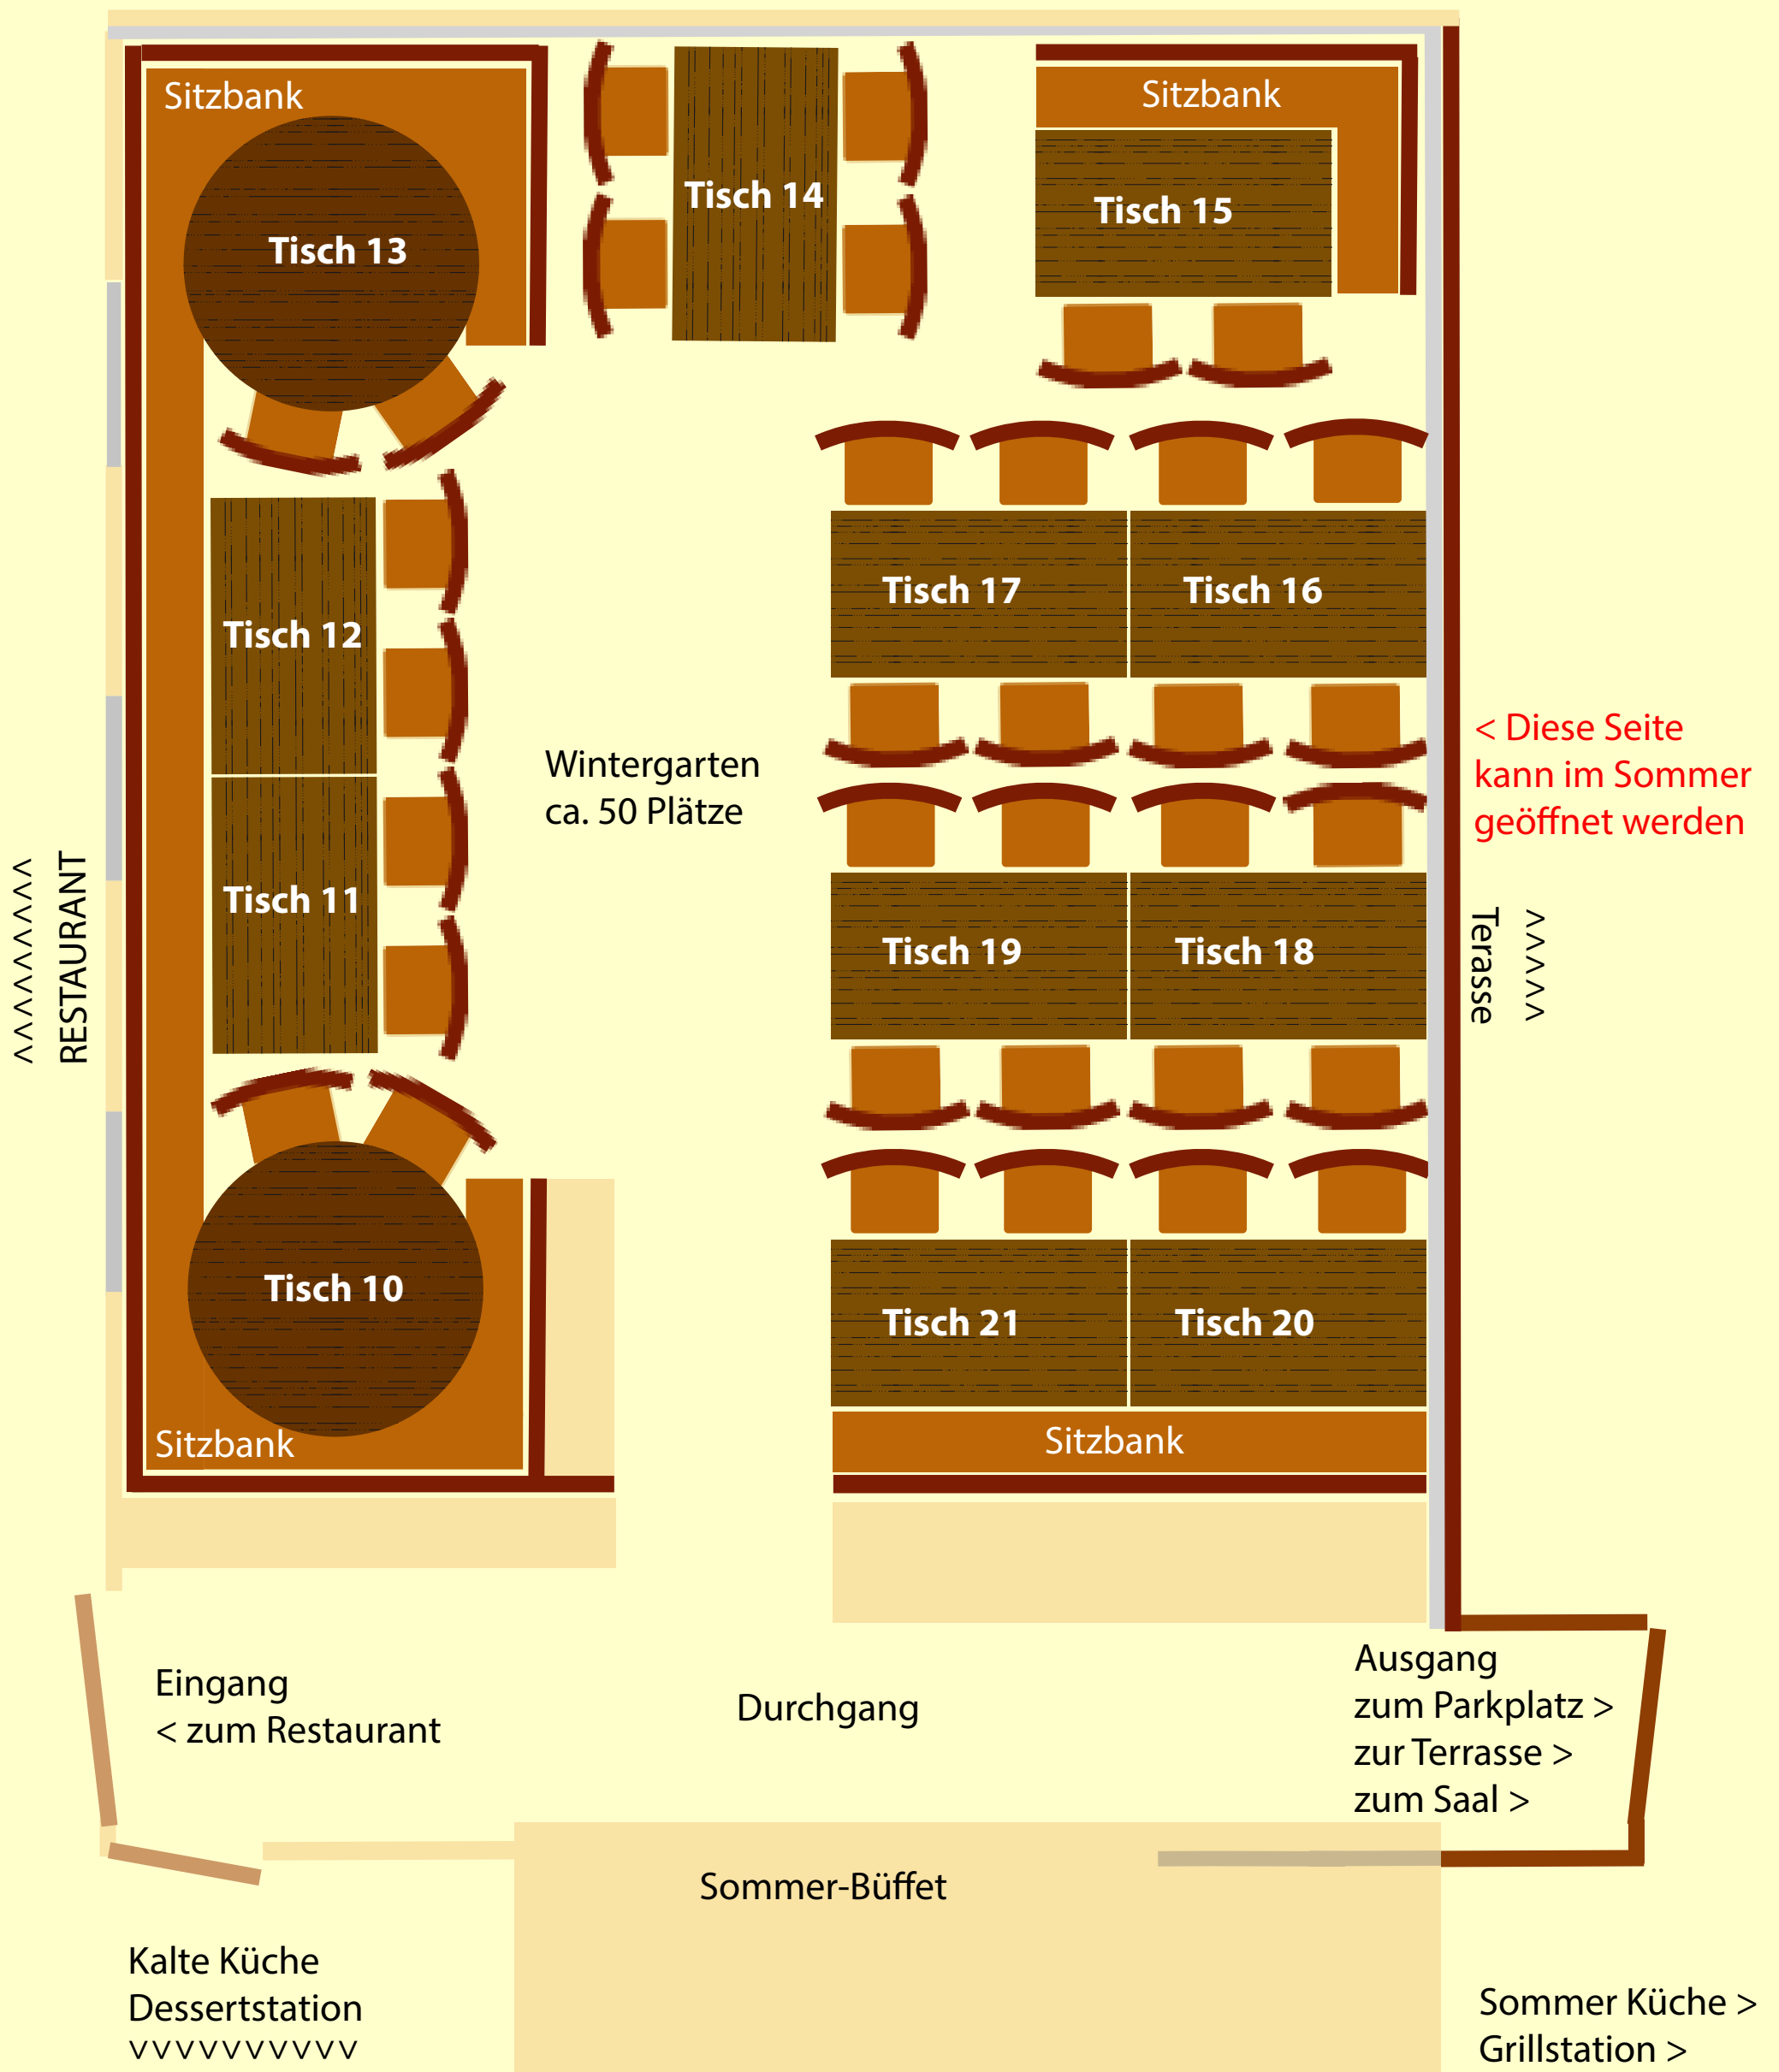 Sitzbank
Sitzbank
Tisch 13
Tisch 14
Tisch 15
Tisch 12
Tisch 17
Tisch 16
Wintergarten
ca. 50 Plätze
< Diese Seite
kann im Sommer
geöffnet werden
Tisch 11
Tisch 19
Tisch 18
RESTAURANT
<<<<<<<<<
Terasse
<<<<<
Tisch 10
Tisch 21
Tisch 20
Sitzbank
Sitzbank
Eingang
< zum Restaurant
Durchgang
Ausgang
zum Parkplatz >
zur Terrasse >
zum Saal >
Sommer-Büffet
Kalte Küche
Dessertstation
VVVVVVVVVV
Sommer Küche >
Grillstation >